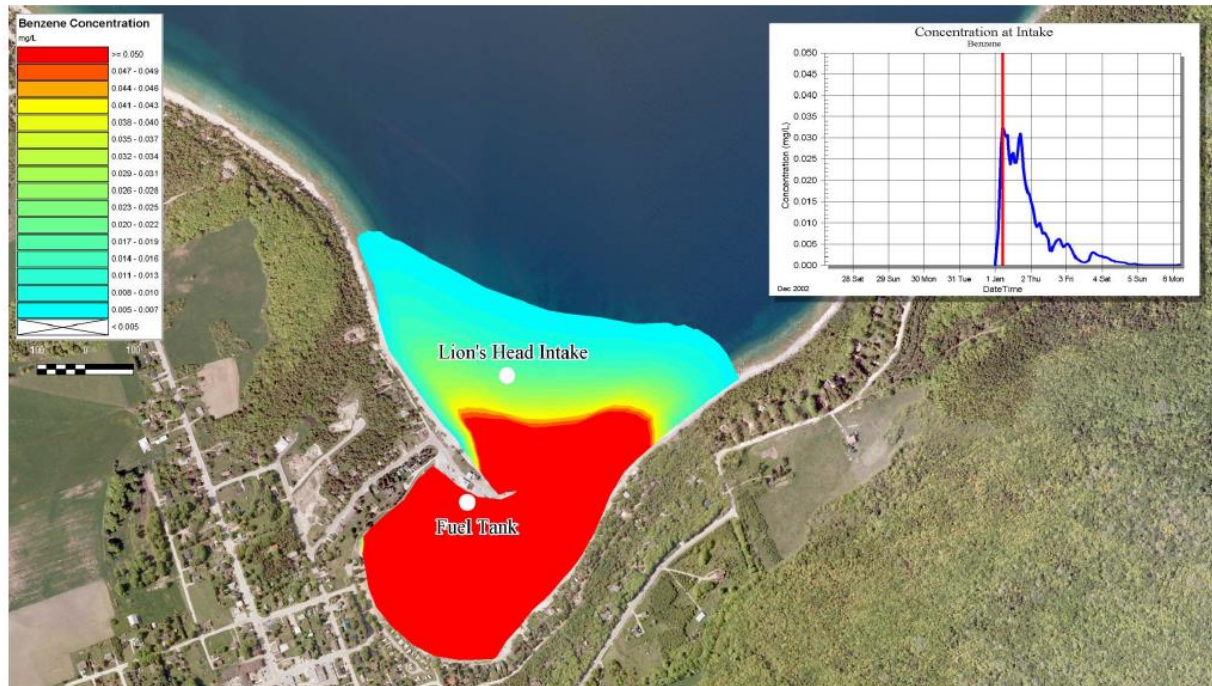 Benzene Concentration
mg/L
>= 0.050
0.047 - 0.049
0.044 - 0.046
0.041 - 0.043
0.038 - 0.040
0.035 - 0.037
0.032 - 0.034
0.029 - 0.031
0.026 - 0.028
0.023 - 0.025
0.020 - 0.022
0.017 - 0.019
0.014 - 0.016
0.011 - 0.013
0.008 - 0.010
0.005 - 0.007
< 0.005
100 0 100
Concentration at Intake
Benzene
Concentration (mg/L)
0.050
0.045
0.040
0.035
0.030
0.025
0.020
0.015
0.010
0.005
0.000
28 Sat 29 Sun 30 Mon 31 Tue 1 Jan 2 Thu 3 Fri 4 Sat 5 Sun 6 Mon
Dec 2002 Date/Time
Lion's Head Intake
Fuel Tank